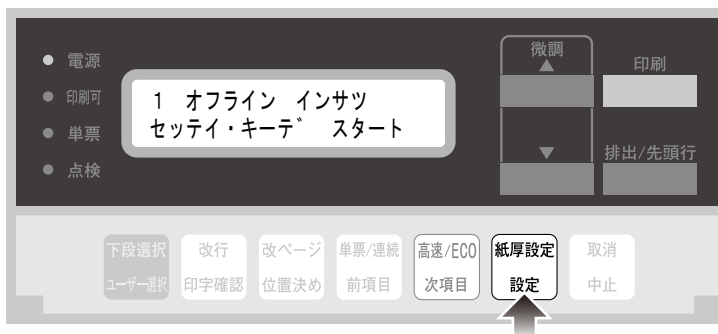 電源
印刷可
単票
点検
1 オフライン インサツ
セッテイ・キーデ゛ スタート
微調
▲
▼
印刷
排出/先頭行
下段選択
ユーザー選択
改行
印字確認
改ページ
位置決め
単票/連続
前項目
高速/ECO
次項目
紙厚設定
設定
取消
中止